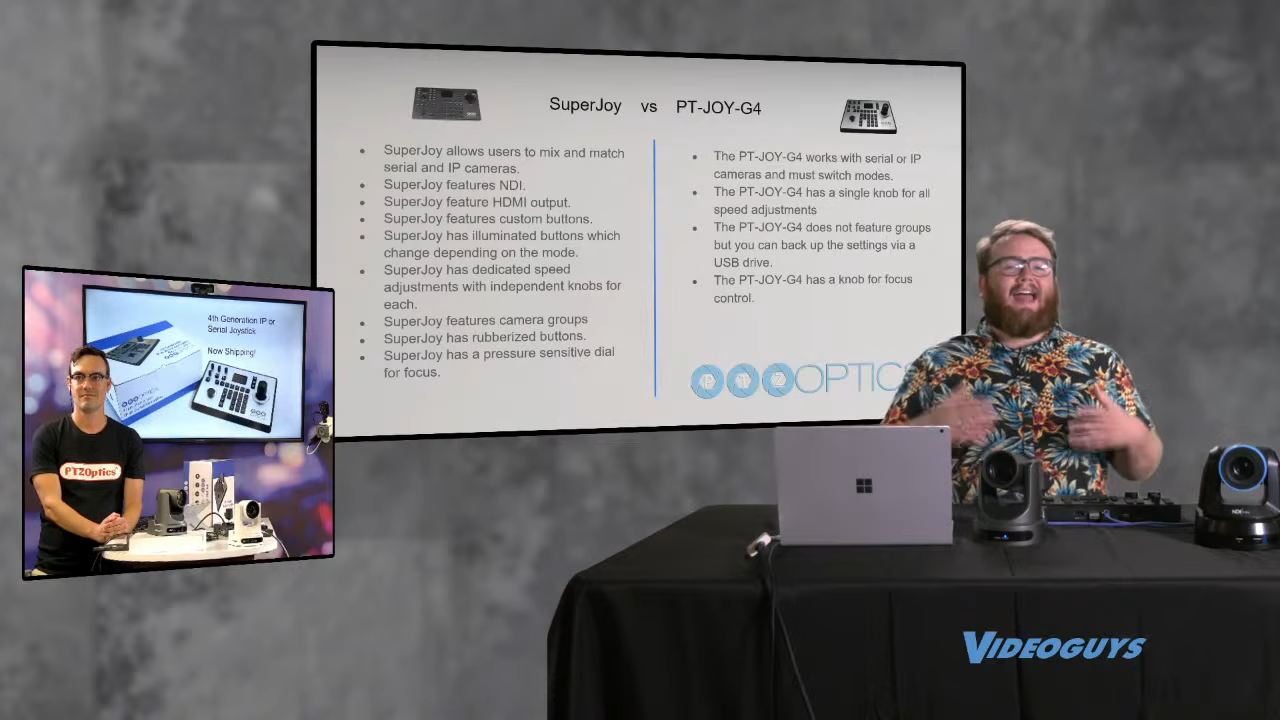 SuperJoy vs PT-JOY-G4
SuperJoy allows users to mix and match
serial and IP cameras.
SuperJoy features NDI.
SuperJoy feature HDMI output.
SuperJoy features custom buttons.
SuperJoy has illuminated buttons which
change depending on the mode.
SuperJoy has dedicated speed
adjustments with independent knobs for
each.
SuperJoy features camera groups
SuperJoy has rubberized buttons.
SuperJoy has a pressure sensitive dial
for focus.
The PT-JOY-G4 works with serial or IP
cameras and must switch modes.
The PT-JOY-G4 has a single knob for all
speed adjustments
The PT-JOY-G4 does not feature groups
but you can back up the settings via a
USB drive.
The PT-JOY-G4 has a knob for focus
control.
PTZOPTICS
4th Generation IP or
Serial Joystick
Now Shipping!
PTZOptics
NDI
VIDEOGUYS